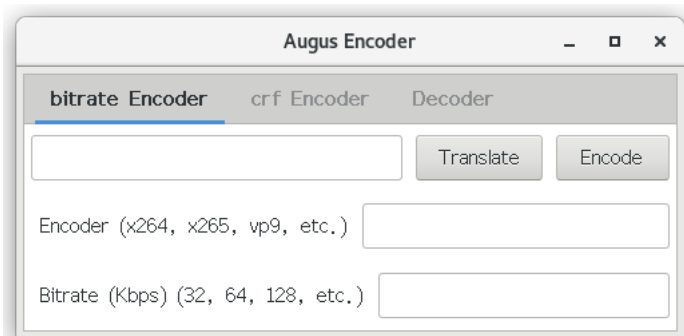 Augus Encoder
bitrate Encoder crf Encoder Decoder
Translate Encode
Encoder (x264, x265, vp9, etc.)
Bitrate (Kbps) (32, 64, 128, etc.)